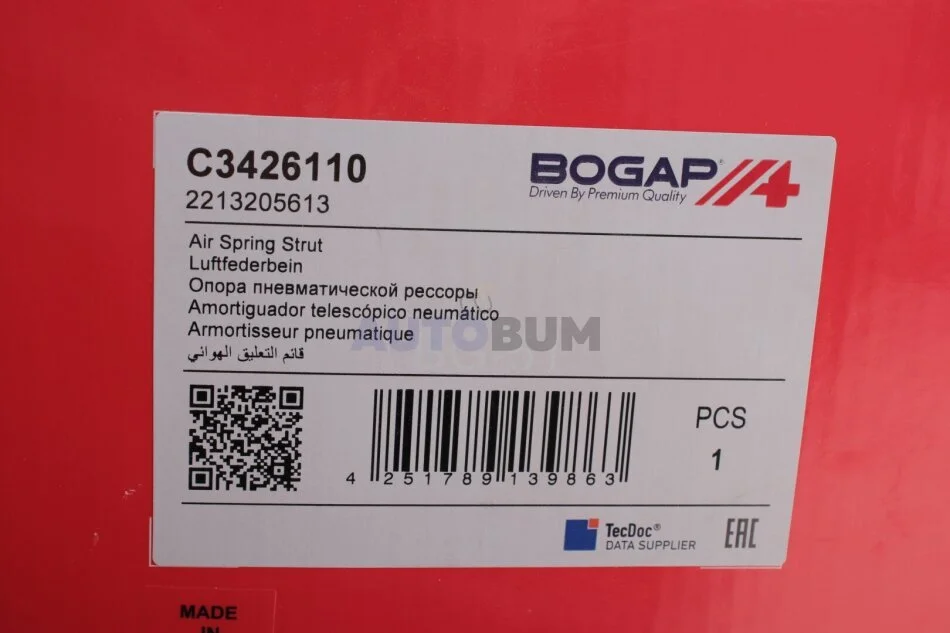 C3426110
2213205613
BOGAP®
Driven By Premium Quality
Air Spring Strut
Luftfederbein
Опора пневматической рессоры
Amortiguador telescópico neumático
Armortisseur pneumatique
قائم التعليق الهوائي
AUTOBUM
4 251789 139863
PCS
1
TecDoc®
DATA SUPPLIER
EAC
MADE
IN